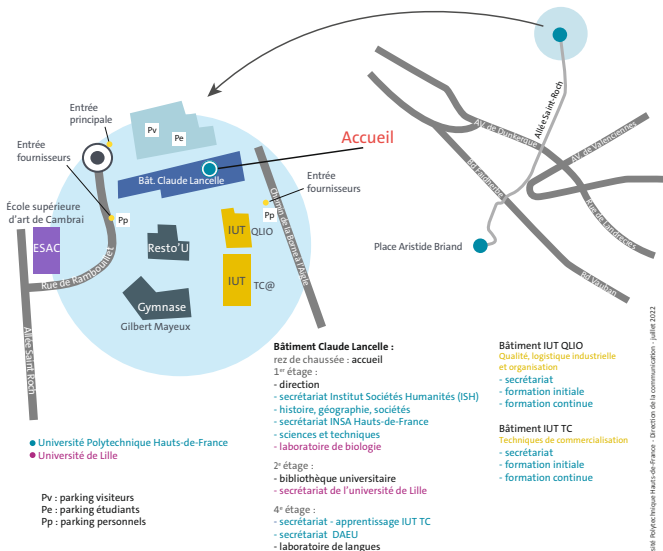 Entrée
principale
Entrée
fournisseurs
Pv
Pe
Accueil
Bât. Claude Lancelle
Entrée
fournisseurs
Pp
Pp
École supérieure
d'art de Cambrai
ESAC
Resto'U
IUT QLIO
IUT TC@
Gymnase
Gilbert Mayeux
Rue de Rambouillet
Allée Saint Roch
Chemin de la Borne à l'Aigle
Allée Saint-Roch
AV. de Dunkerque
AV. de Valenciennes
Bd Faidherbe
Rue de Landrecies
Place Aristide Briand
Bd Vauban
Université Polytechnique Hauts-de-France
Université de Lille
Pv : parking visiteurs
Pe : parking étudiants
Pp : parking personnels
Bâtiment Claude Lancelle :
rez de chaussée : accueil
1er étage :
- direction
- secrétariat Institut Sociétés Humanités (ISH)
- histoire, géographie, sociétés
- secrétariat INSA Hauts-de-France
- sciences et techniques
- laboratoire de biologie
2e étage :
- bibliothèque universitaire
- secrétariat de l'université de Lille
4e étage :
- secrétariat - apprentissage IUT TC
- secrétariat DAEU
- laboratoire de langues
Bâtiment IUT QLIO
Qualité, logistique industrielle
et organisation
- secrétariat
- formation initiale
- formation continue
Bâtiment IUT TC
Techniques de commercialisation
- secrétariat
- formation initiale
- formation continue
sité Polytechnique Hauts-de-France - Direction de la communication - juillet 2022